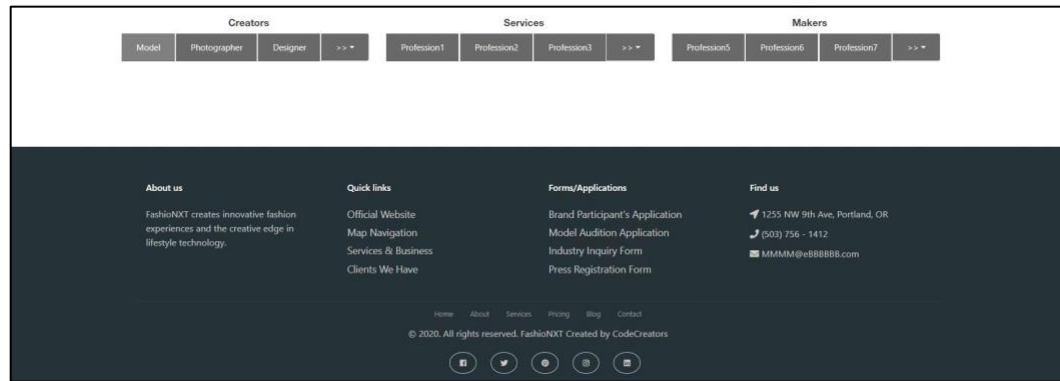 Creators Services Makers
Model Photographer Designer >> Profession1 Profession2 Profession3 >> Profession5 Profession6 Profession7 >>
About us
FashioNXT creates innovative fashion
experiences and the creative edge in
lifestyle technology.
Quick links
Official Website
Map Navigation
Services & Business
Clients We Have
Forms/Applications
Brand Participant's Application
Model Audition Application
Industry Inquiry Form
Press Registration Form
Find us
1255 NW 9th Ave, Portland, OR
(503) 756 - 1412
MMMM@eBBBBBB.com
Home About Services Pricing Blog Contact
© 2020. All rights reserved. FashioNXT Created by CodeCreators